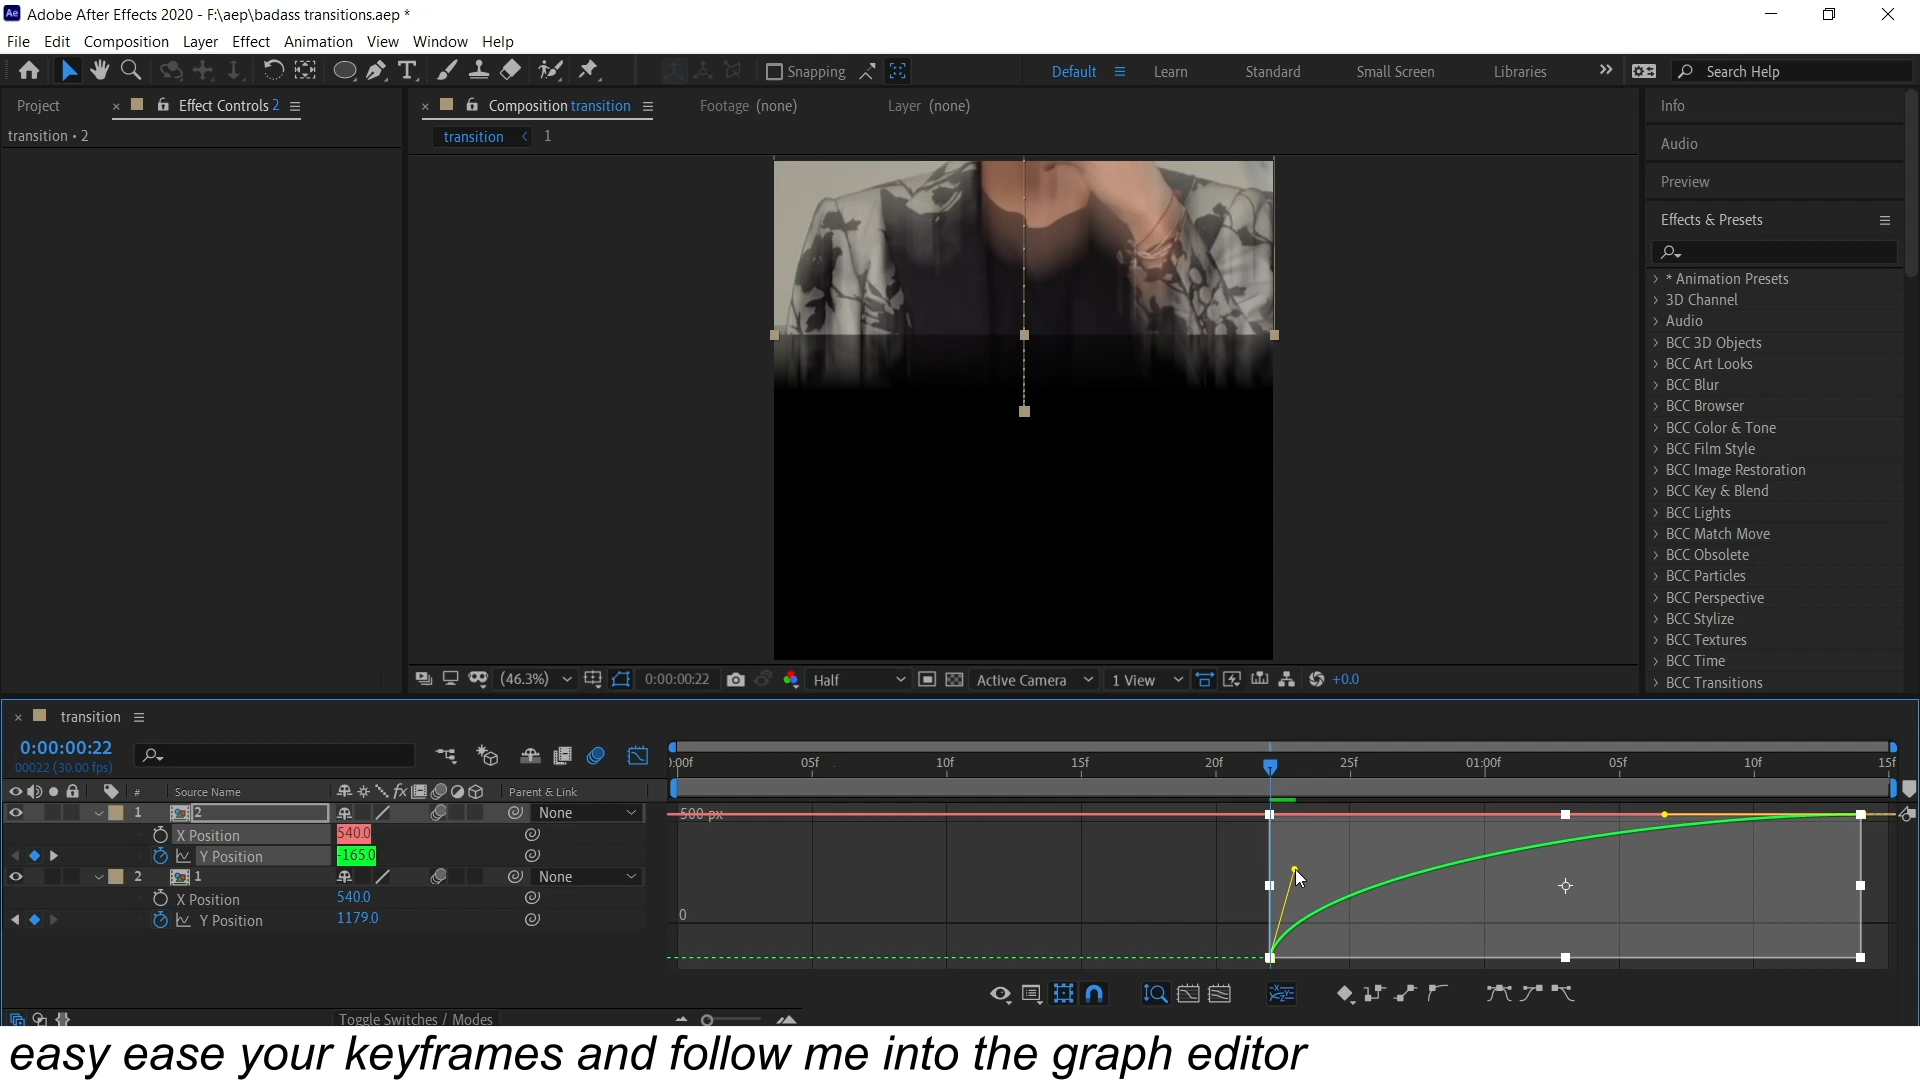 Ae Adobe After Effects 2020 - F:\aep\badass transitions.aep *
File Edit Composition Layer Effect Animation View Window Help
Snapping Default Learn Standard Small Screen Libraries Search Help
Project Effect Controls 2 Composition transition Footage (none) Layer (none) Info
transition • 2 transition 1
Audio
Preview
Effects & Presets
* Animation Presets
3D Channel
Audio
BCC 3D Objects
BCC Art Looks
BCC Blur
BCC Browser
BCC Color & Tone
BCC Film Style
BCC Image Restoration
BCC Key & Blend
BCC Lights
BCC Match Move
BCC Obsolete
BCC Particles
BCC Perspective
BCC Stylize
BCC Textures
BCC Time
BCC Transitions
(46.3%) 0:00:00:22 Half Active Camera 1 View +0.0
transition
0:00:00:22
00022 (30.00 fps)
):00f 05f 10f 15f 20f 25f 01:00f 05f 10f 15f
# Source Name fx Parent & Link
1 2 None 500 px
X Position 540.0
Y Position -165.0
2 1 None
X Position 540.0
Y Position 1179.0 0
Toggle Switches / Modes
easy ease your keyframes and follow me into the graph editor